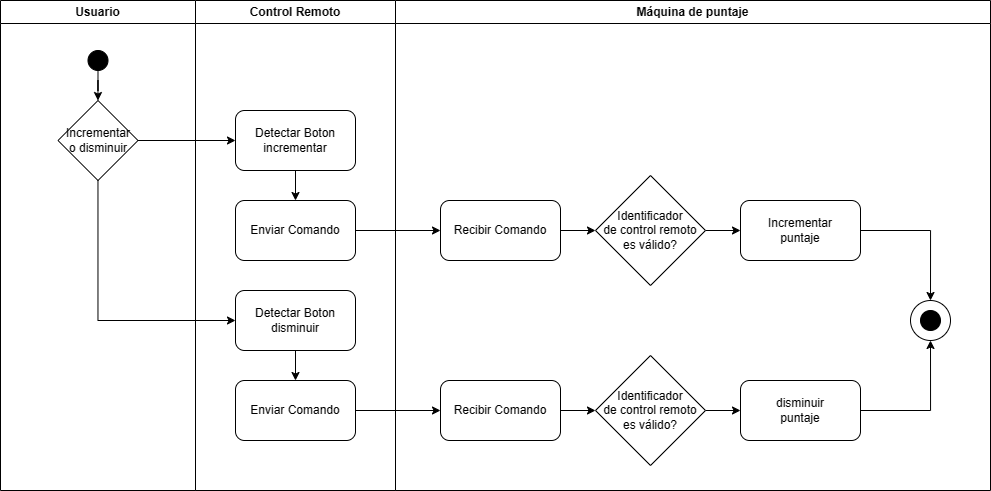 Usuario
Control Remoto
Máquina de puntaje
Incrementar
o disminuir
Detectar Boton
incrementar
Enviar Comando
Recibir Comando
Identificador
de control remoto
es válido?
Incrementar
puntaje
Detectar Boton
disminuir
Enviar Comando
Recibir Comando
Identificador
de control remoto
es válido?
disminuir
puntaje